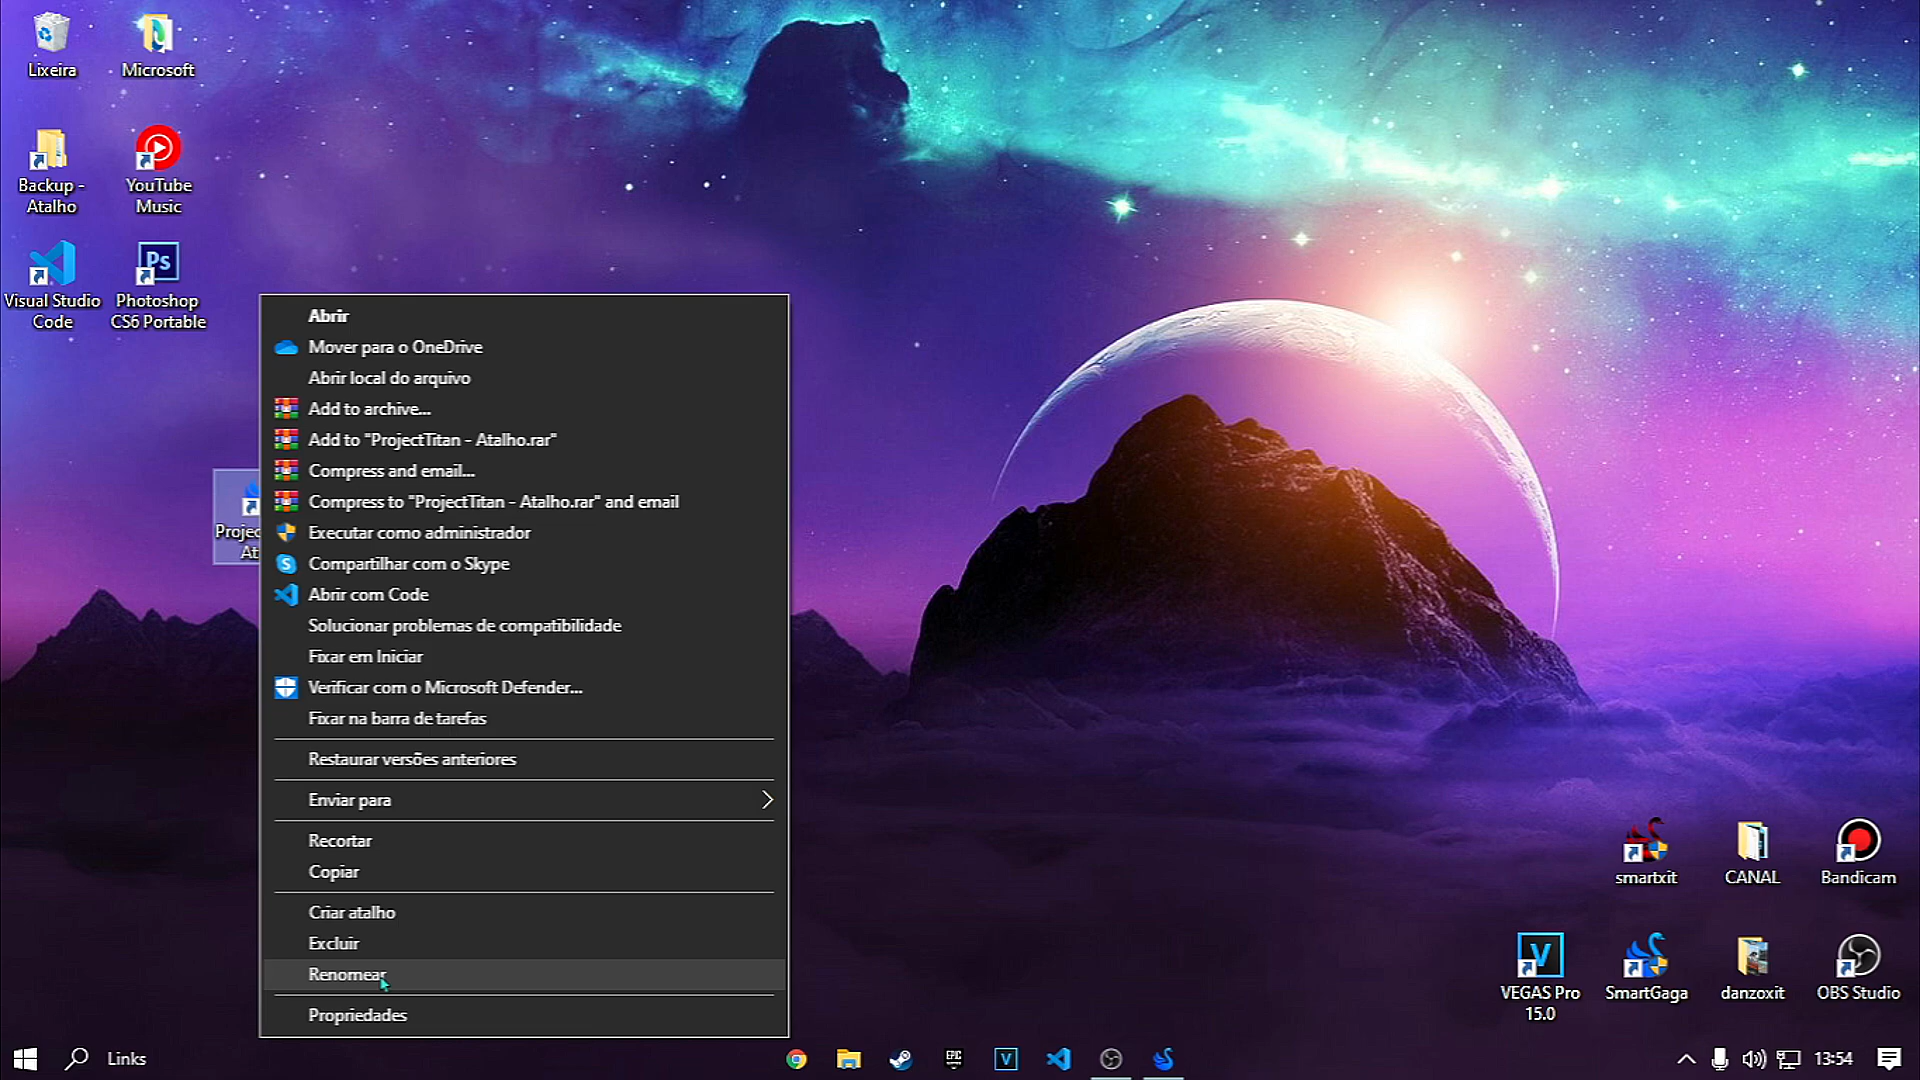 Lixeira
Microsoft
Backup -
Atalho
YouTube
Music
Visual Studio
Code
Ps
Photoshop
CS6 Portable
Abrir
Mover para o OneDrive
Abrir local do arquivo
Add to archive...
Add to "ProjectTitan - Atalho.rar"
Compress and email...
Compress to "ProjectTitan - Atalho.rar" and email
Executar como administrador
Compartilhar com o Skype
Abrir com Code
Solucionar problemas de compatibilidade
Fixar em Iniciar
Verificar com o Microsoft Defender...
Fixar na barra de tarefas
Restaurar versões anteriores
Enviar para
Recortar
Copiar
Criar atalho
Excluir
Renomear
Propriedades
Projec
At
smartxit
CANAL
Bandicam
V
VEGAS Pro
15.0
SmartGaga
danzoxit
OBS Studio
Links
EPIC
V
13:54